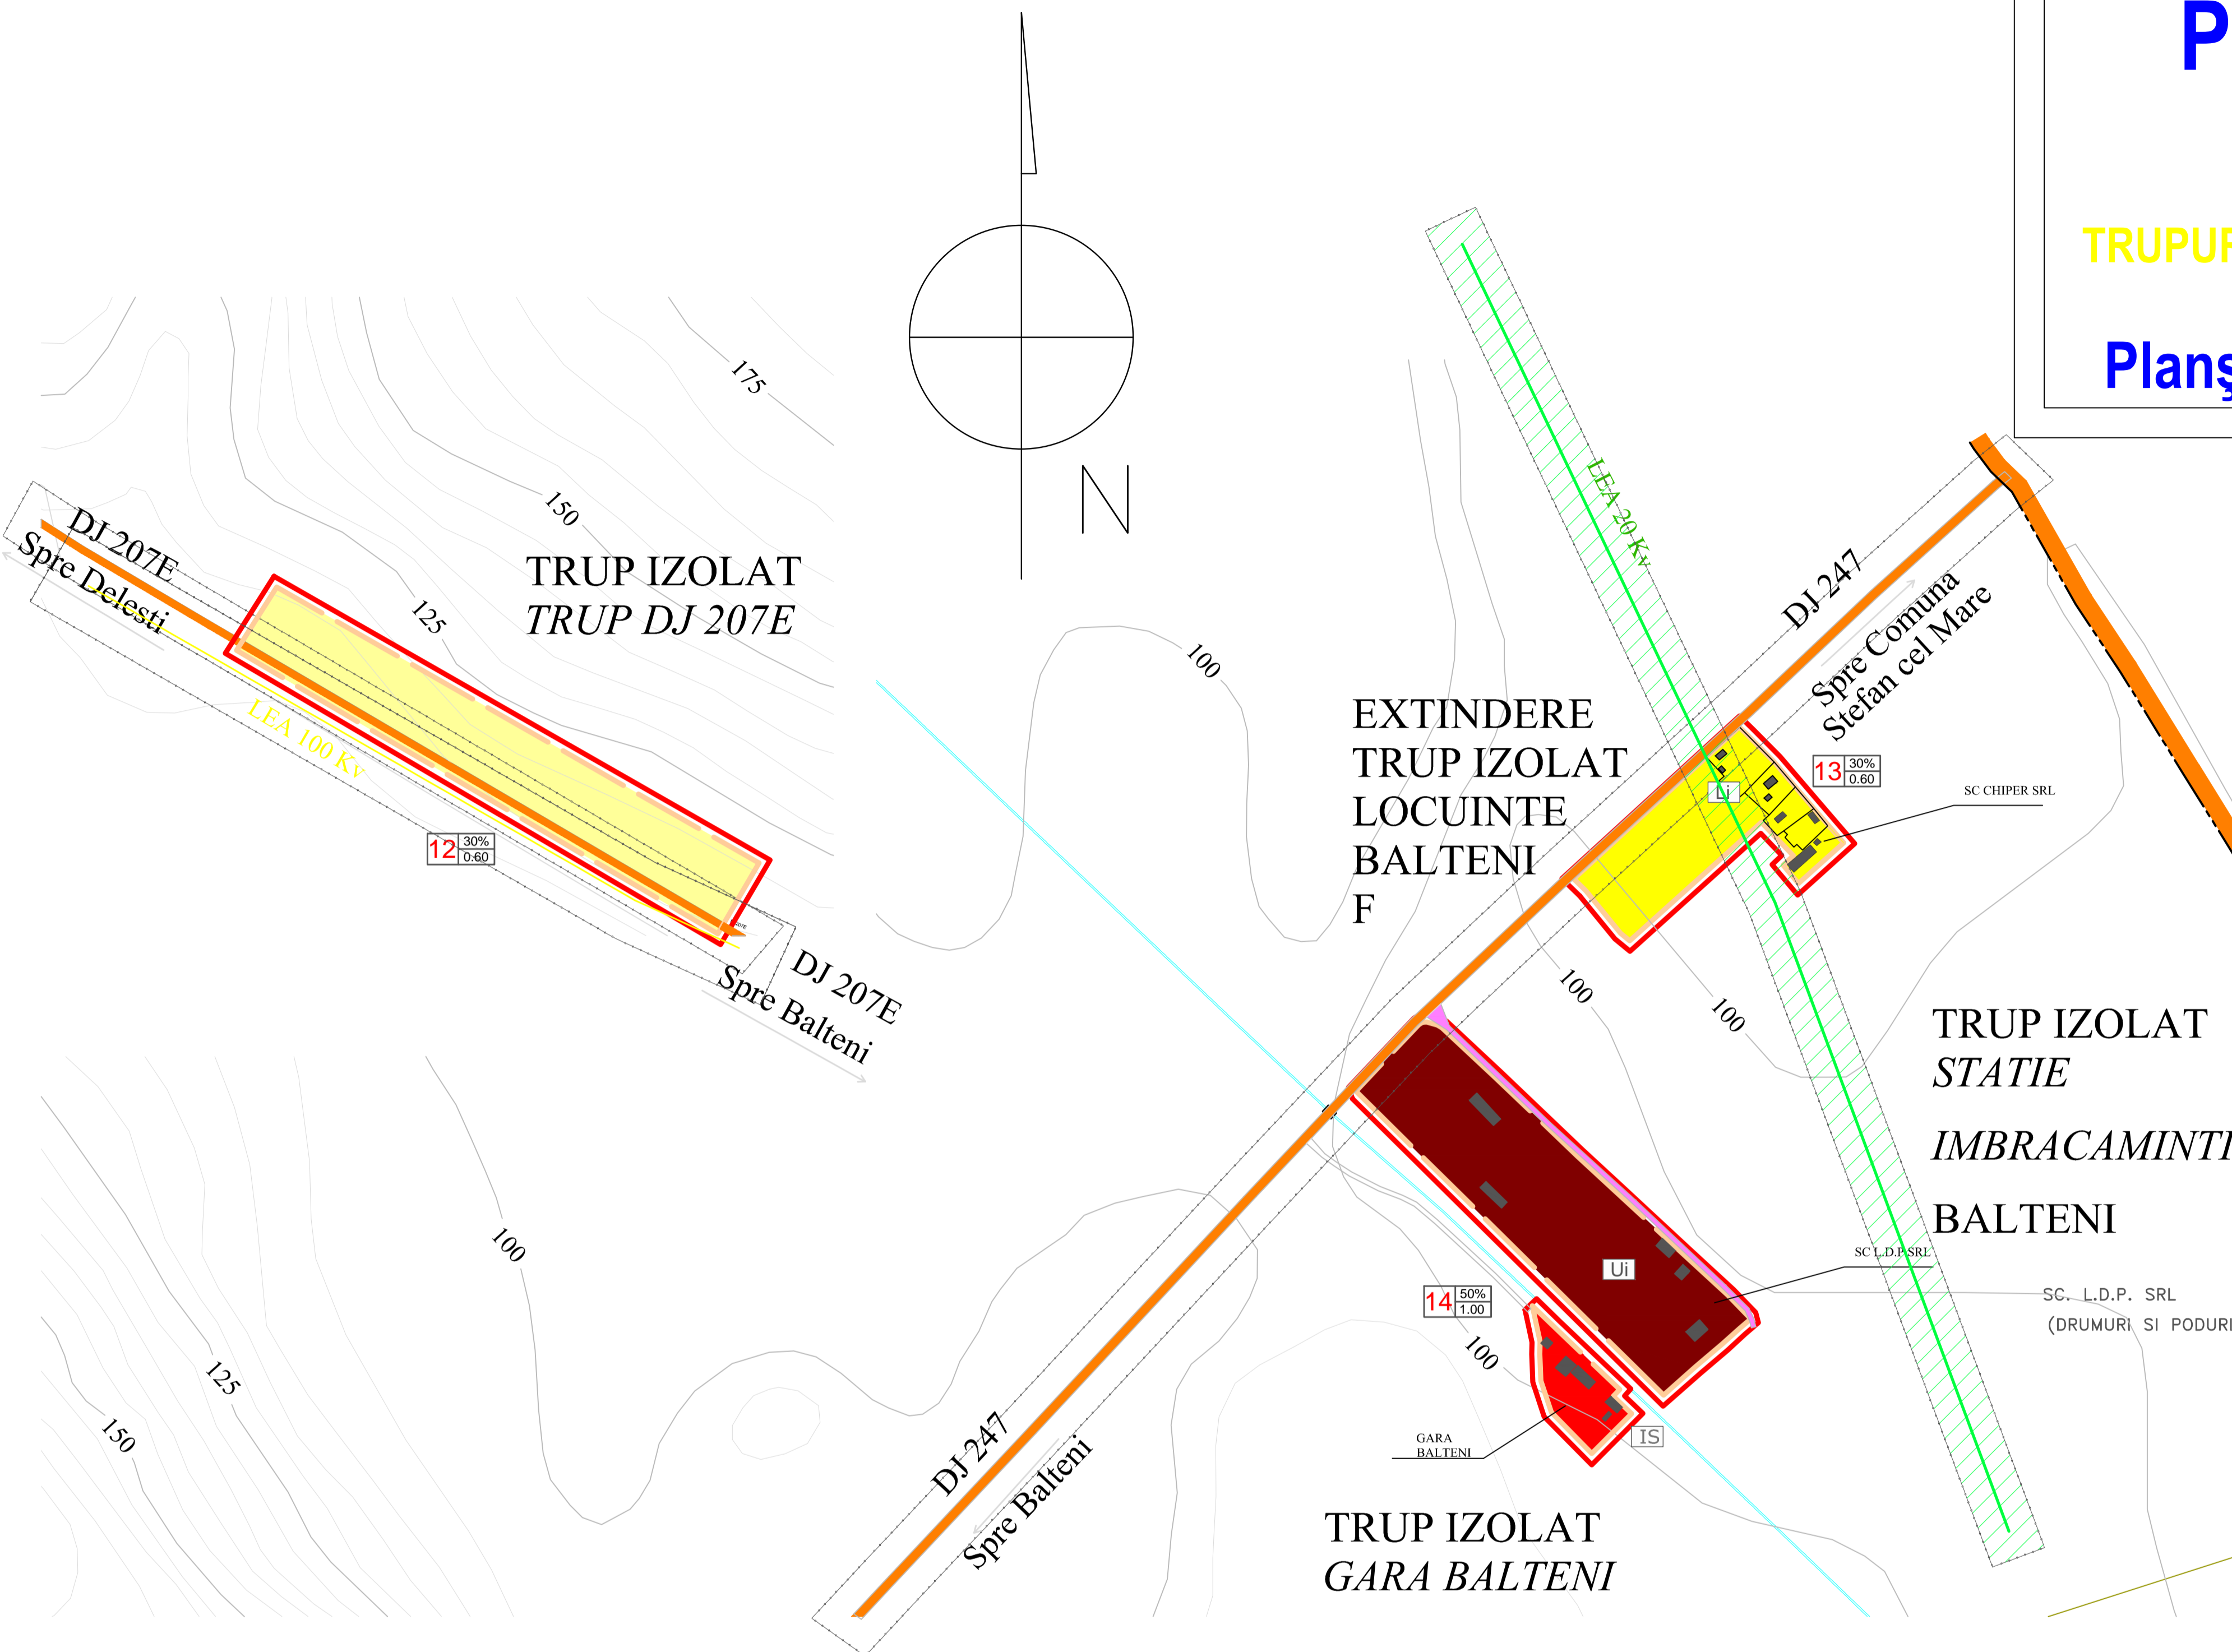 P
TRUPUR
Planş
N
175
150
125
DJ 207E
Spre Delesti
TRUP IZOLAT
TRUP DJ 207E
LEA 100 Kv
12 30%
0.60
DJ 207E
Spre Balteni
LEA 20 Kv
DJ 247
Spre Comuna
Stefan cel Mare
100
EXTINDERE
TRUP IZOLAT
LOCUINTE
BALTENI
F
Li
13 30%
0.60
SC CHIPER SRL
100
100
TRUP IZOLAT
STATIE
IMBRACAMINTI
BALTENI
SC L.D.P SRL
SC. L.D.P. SRL
(DRUMURI SI PODURI
Ui
14 50%
1.00
100
IS
GARA
BALTENI
TRUP IZOLAT
GARA BALTENI
DJ 247
Spre Balteni
100
125
150